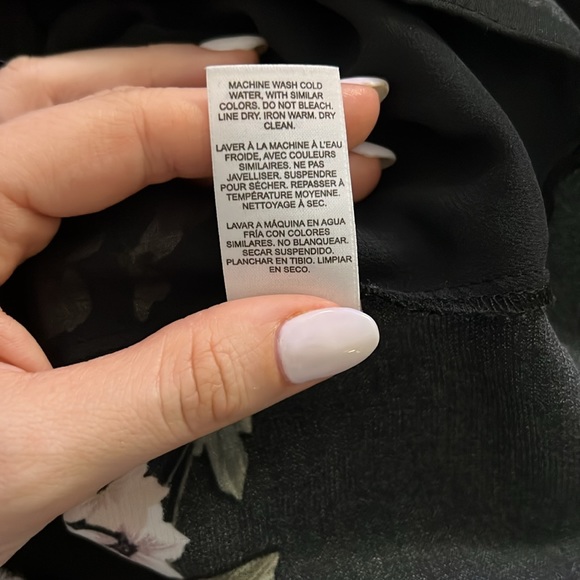 MACHINE WASH COLD
WATER, WITH SIMILAR
COLORS. DO NOT BLEACH.
LINE DRY. IRON WARM. DRY
CLEAN.
LAVER À LA MACHINE À L'EAU
FROIDE, AVEC COULEURS
SIMILAIRES. NE PAS
JAVELLISER. SUSPENDRE
POUR SÉCHER. REPASSER À
TEMPÉRATURE MOYENNE.
NETTOYAGE À SEC.
LAVAR A MÁQUINA EN AGUA
FRÍA CON COLORES
SIMILARES. NO BLANQUEAR.
SECAR SUSPENDIDO.
PLANCHAR EN TIBIO. LIMPIAR
EN SECO.